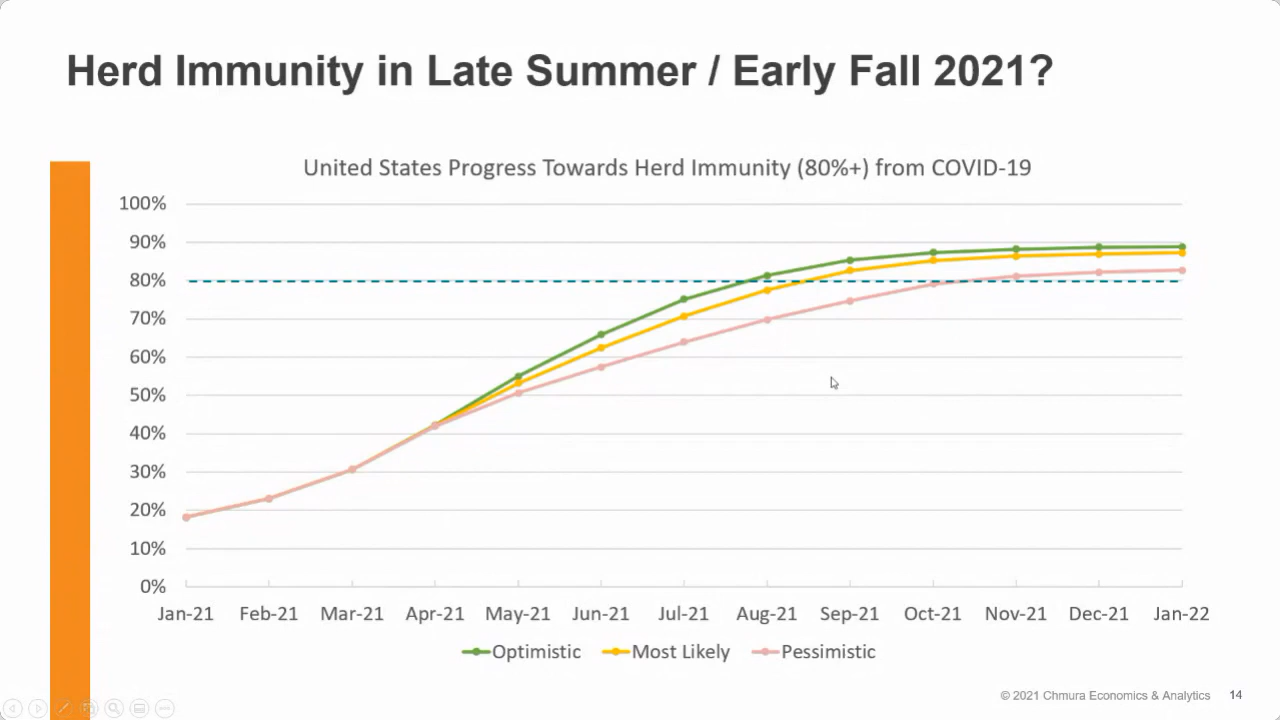 Herd Immunity in Late Summer / Early Fall 2021?
United States Progress Towards Herd Immunity (80%+) from COVID-19
100%
90%
80%
70%
60%
50%
40%
30%
20%
10%
0%
Jan-21 Feb-21 Mar-21 Apr-21 May-21 Jun-21 Jul-21 Aug-21 Sep-21 Oct-21 Nov-21 Dec-21 Jan-22
Optimistic Most Likely Pessimistic
© 2021 Chmura Economics & Analytics 14